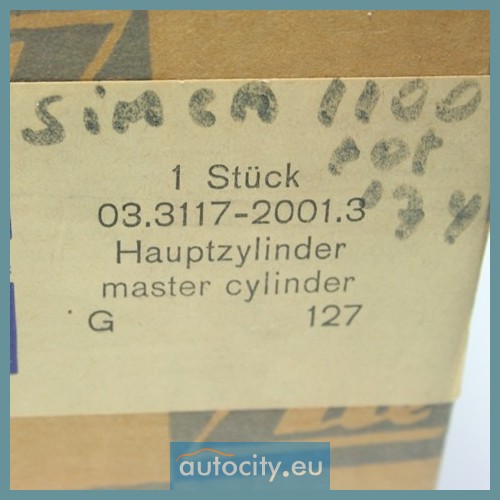 SIMCA 1100
1 Stück
03.3117-2001.3
Hauptzylinder
master cylinder
G 127
autocity.eu